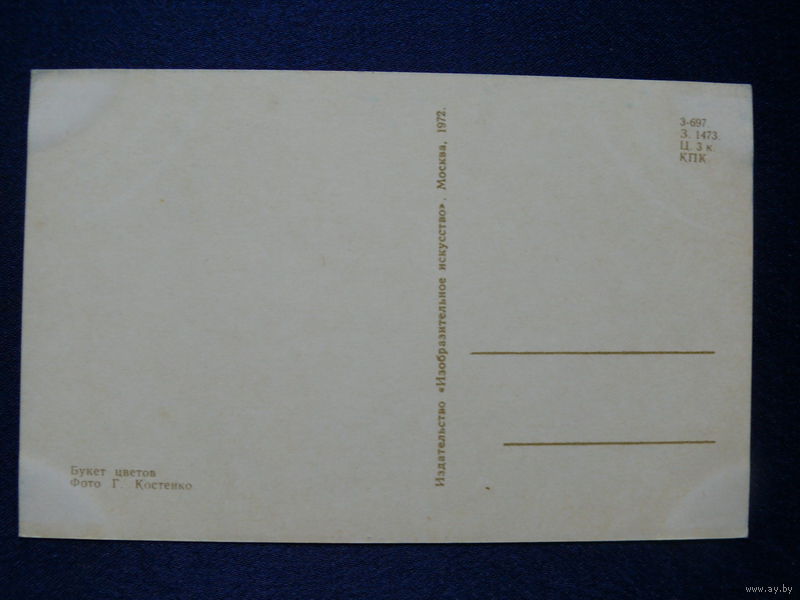 Букет цветов
Фото Г. Костенко
Издательство «Изобразительное искусство». Москва, 1972.
3-697
З. 1473.
Ц. 3 к.
КПК
www.ay.by